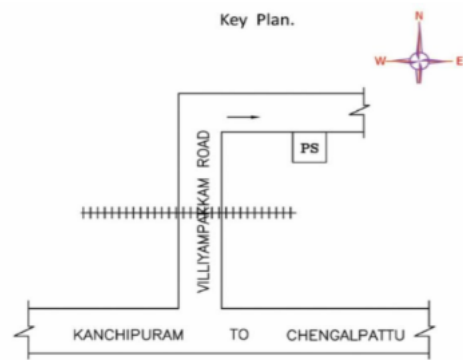 Key Plan.
N
W E
PS
VILLIYAMPAKKAM ROAD
KANCHIPURAM TO CHENGALPATTU